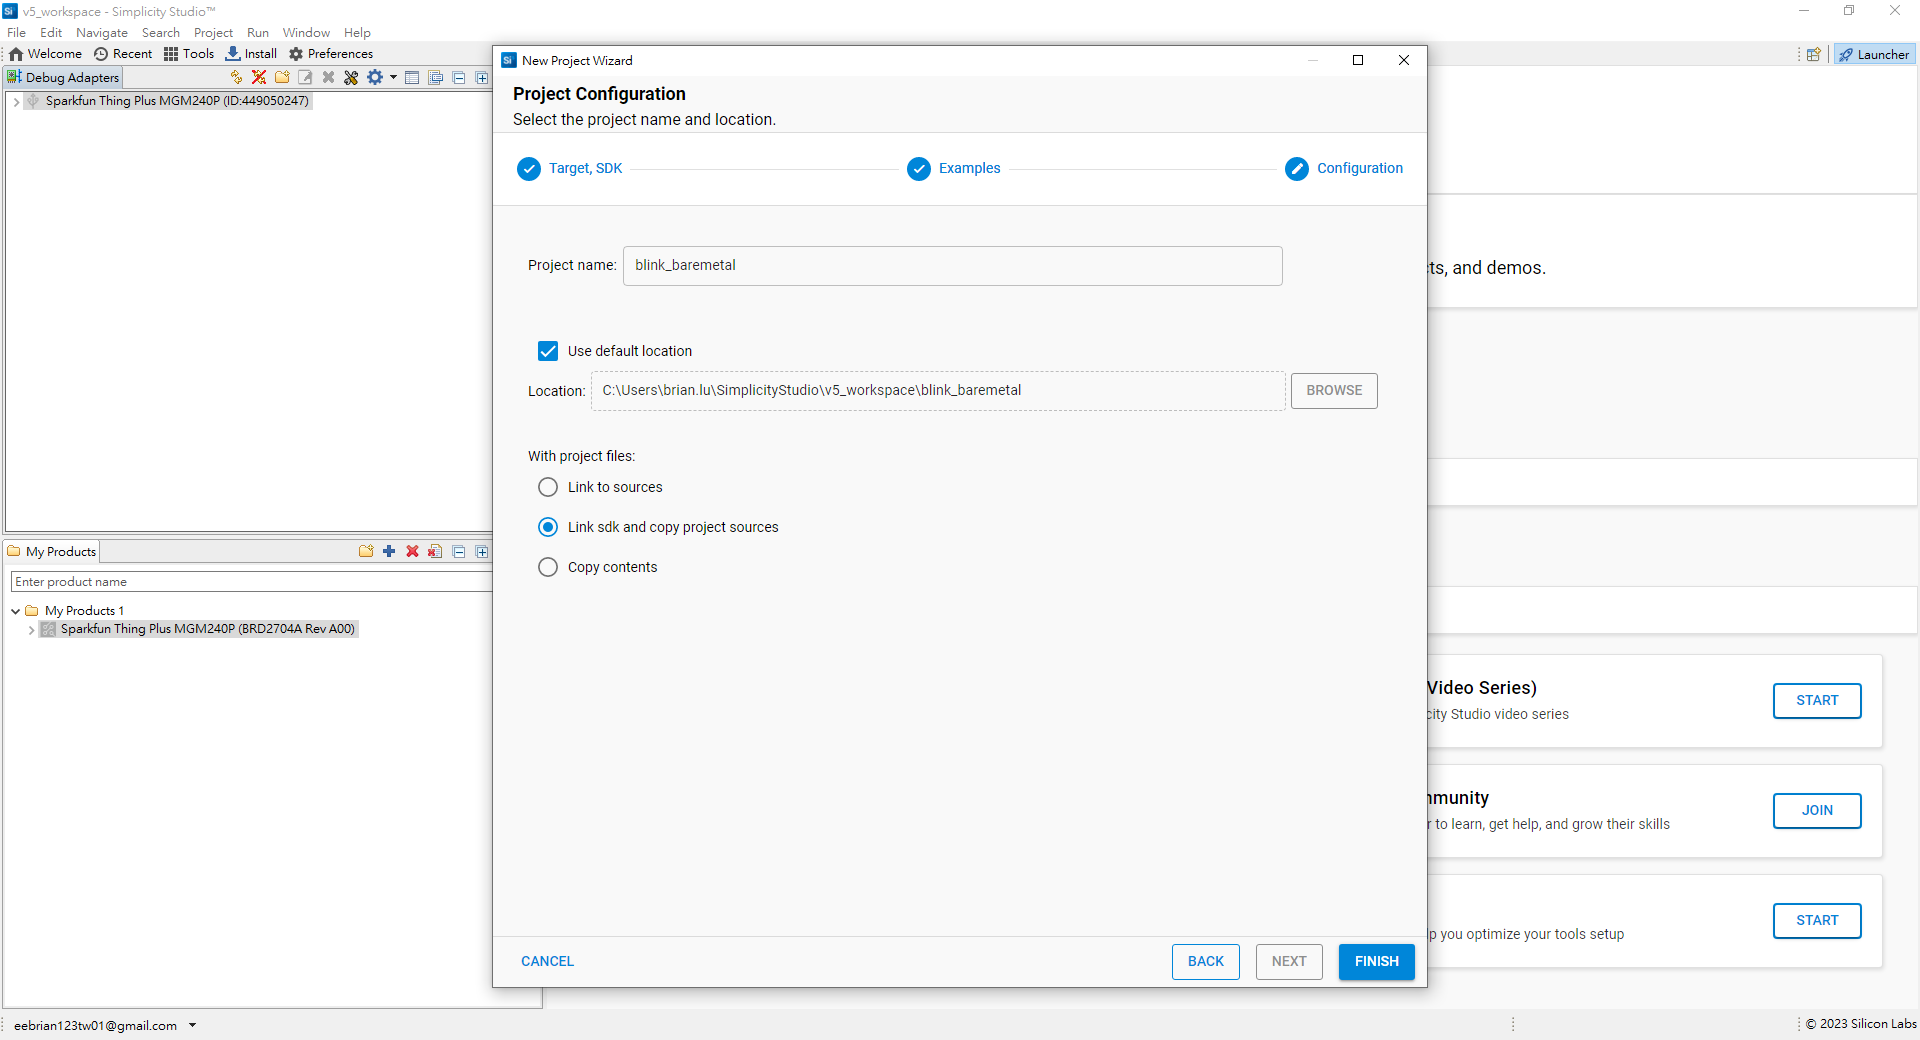 v5_workspace - Simplicity Studio™
File Edit Navigate Search Project Run Window Help
Welcome Recent Tools Install Preferences
Launcher
Debug Adapters
Sparkfun Thing Plus MGM240P (ID:449050247)
My Products
Enter product name
My Products 1
Sparkfun Thing Plus MGM240P (BRD2704A Rev A00)
New Project Wizard
Project Configuration
Select the project name and location.
Target, SDK
Examples
Configuration
Project name: blink_baremetal
Use default location
Location: C:\Users\brian.lu\SimplicityStudio\v5_workspace\blink_baremetal BROWSE
With project files:
Link to sources
Link sdk and copy project sources
Copy contents
CANCEL BACK NEXT FINISH
cts, and demos.
Video Series)
city Studio video series
START
mmunity
r to learn, get help, and grow their skills
JOIN
lp you optimize your tools setup
START
eebrian123tw01@gmail.com
© 2023 Silicon Labs